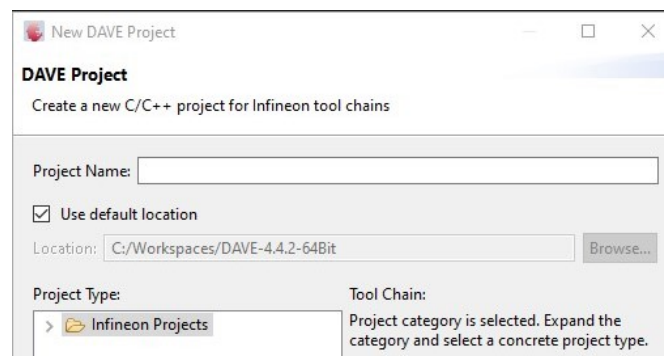 New DAVE Project
DAVE Project
Create a new C/C++ project for Infineon tool chains
Project Name:
Use default location
Location: C:/Workspaces/DAVE-4.4.2-64Bit Browse...
Project Type: Tool Chain:
Infineon Projects
Project category is selected. Expand the
category and select a concrete project type.